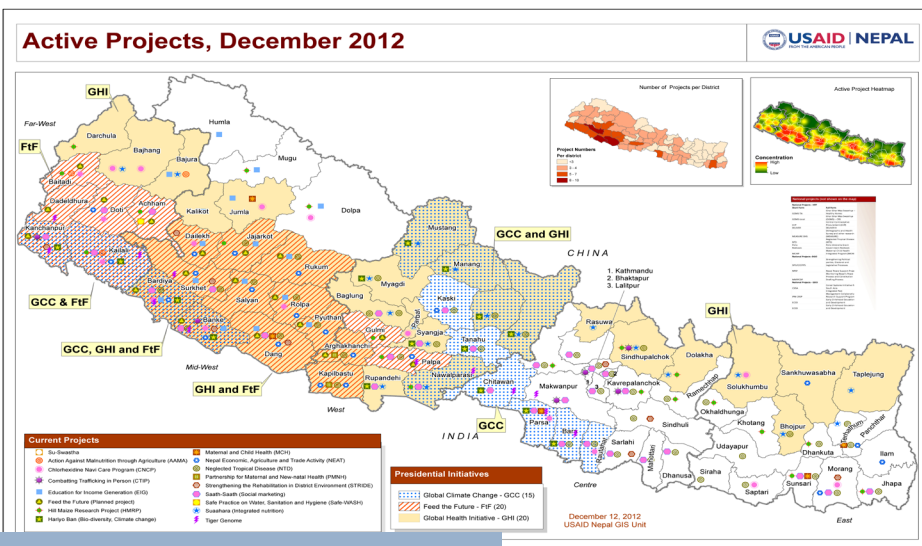 Active Projects, December 2012
USAID | NEPAL
FROM THE AMERICAN PEOPLE
Number of Projects per District
Project Numbers
Per district
Active Project Heatmap
Concentration
High
Low
GHI
Far-West
FtF
Humla
Darchula
Bajhang
Bajura
Mugu
Baitadi
Dadeldhura
Doti
Achham
Kalikot
Jumla
Dolpa
Kanchanpur
Kailali
Dailekh
Jajarkot
Mustang
GCC and GHI
Manang
CHINA
1. Kathmandu
2. Bhaktapur
3. Lalitpur
Rukum
Bardiya
Surkhet
Salyan
Rolpa
Myagdi
Baglung
Kaski
Parbat
GCC & FtF
Banke
Pyuthan
Gulmi
Syangja
Tanahu
Rasuwa
GHI
GCC, GHI and FtF
Dang
Arghakhanchi
Palpa
Sindhupalchok
Dolakha
Mid-West
Kapilbastu
Rupandehi
Nawalparasi
Chitawan
Makwanpur
Kavrepalanchok
Ramechhap
Solukhumbu
Sankhuwasabha
Taplejung
GHI and FtF
West
INDIA
GCC
Parsa
Bara
Rautahat
Sarlahi
Mahottari
Sindhuli
Okhaldhunga
Khotang
Bhojpur
Terhathum
Panchthar
Dhankuta
Udayapur
Ilam
Centre
Dhanusa
Siraha
Saptari
Sunsari
Morang
Jhapa
East
Current Projects
Su-Swastha
Action Against Malnutrition through Agriculture (AAMA)
Chlorhexidine Navi Care Program (CNCP)
Combatting Trafficking in Person (CTIP)
Education for Income Generation (EIG)
Feed the Future (Planned project)
Hill Maize Research Project (HMRP)
Hariyo Ban (Bio-diversity, Climate change)
Maternal and Child Health (MCH)
Nepal Economic, Agriculture and Trade Activity (NEAT)
Neglected Tropical Disease (NTD)
Partnership for Maternal and New-natal Health (PMNH)
Strengthening the Rehabilitation in District Environment (STRIDE)
Saath-Saath (Social marketing)
Safe Practice on Water, Sanitation and Hygiene (Safe-WASH)
Suaahara (Integrated nutrition)
Tiger Genome
Presidential Initiatives
Global Climate Change - GCC (15)
Feed the Future - FtF (20)
Global Health Initiative - GHI (20)
December 12, 2012
USAID Nepal GIS Unit